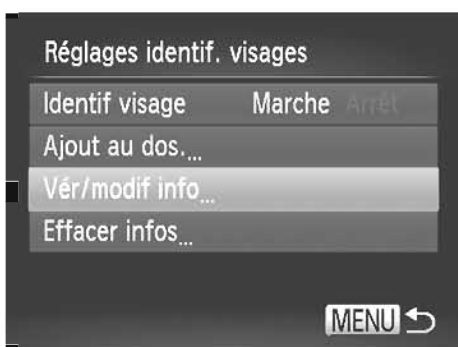 Réglages identif. visages
Identif visage Marche Arrêt
Ajout au dos....
Vér/modif info...
Effacer infos...
MENU